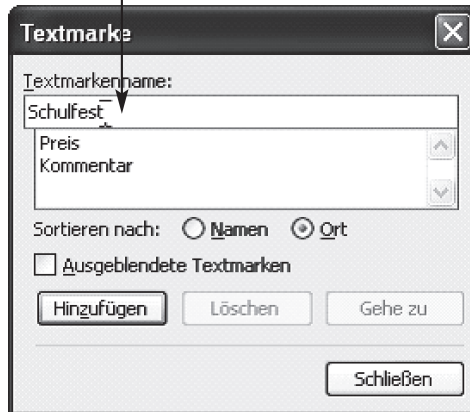 Textmarke
Textmarkenname:
Schulfest
Preis
Kommentar
Sortieren nach: Namen Ort
Ausgeblendete Textmarken
Hinzufügen Löschen Gehe zu
Schließen